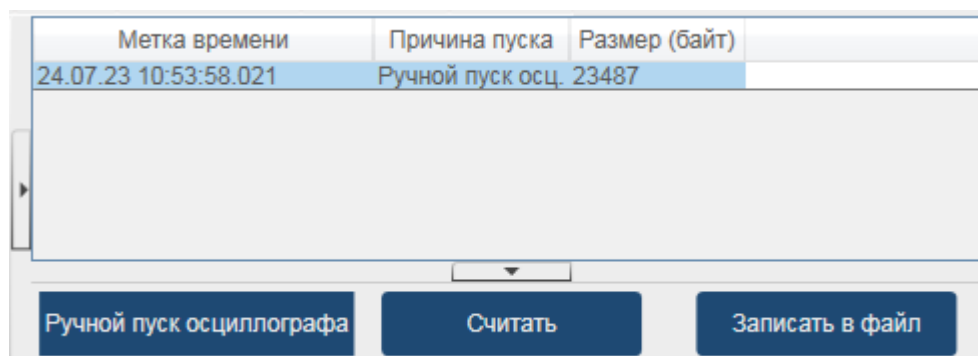 Метка времени Причина пуска Размер (байт)
24.07.23 10:53:58.021 Ручной пуск осц. 23487
Ручной пуск осциллографа Считать Записать в файл